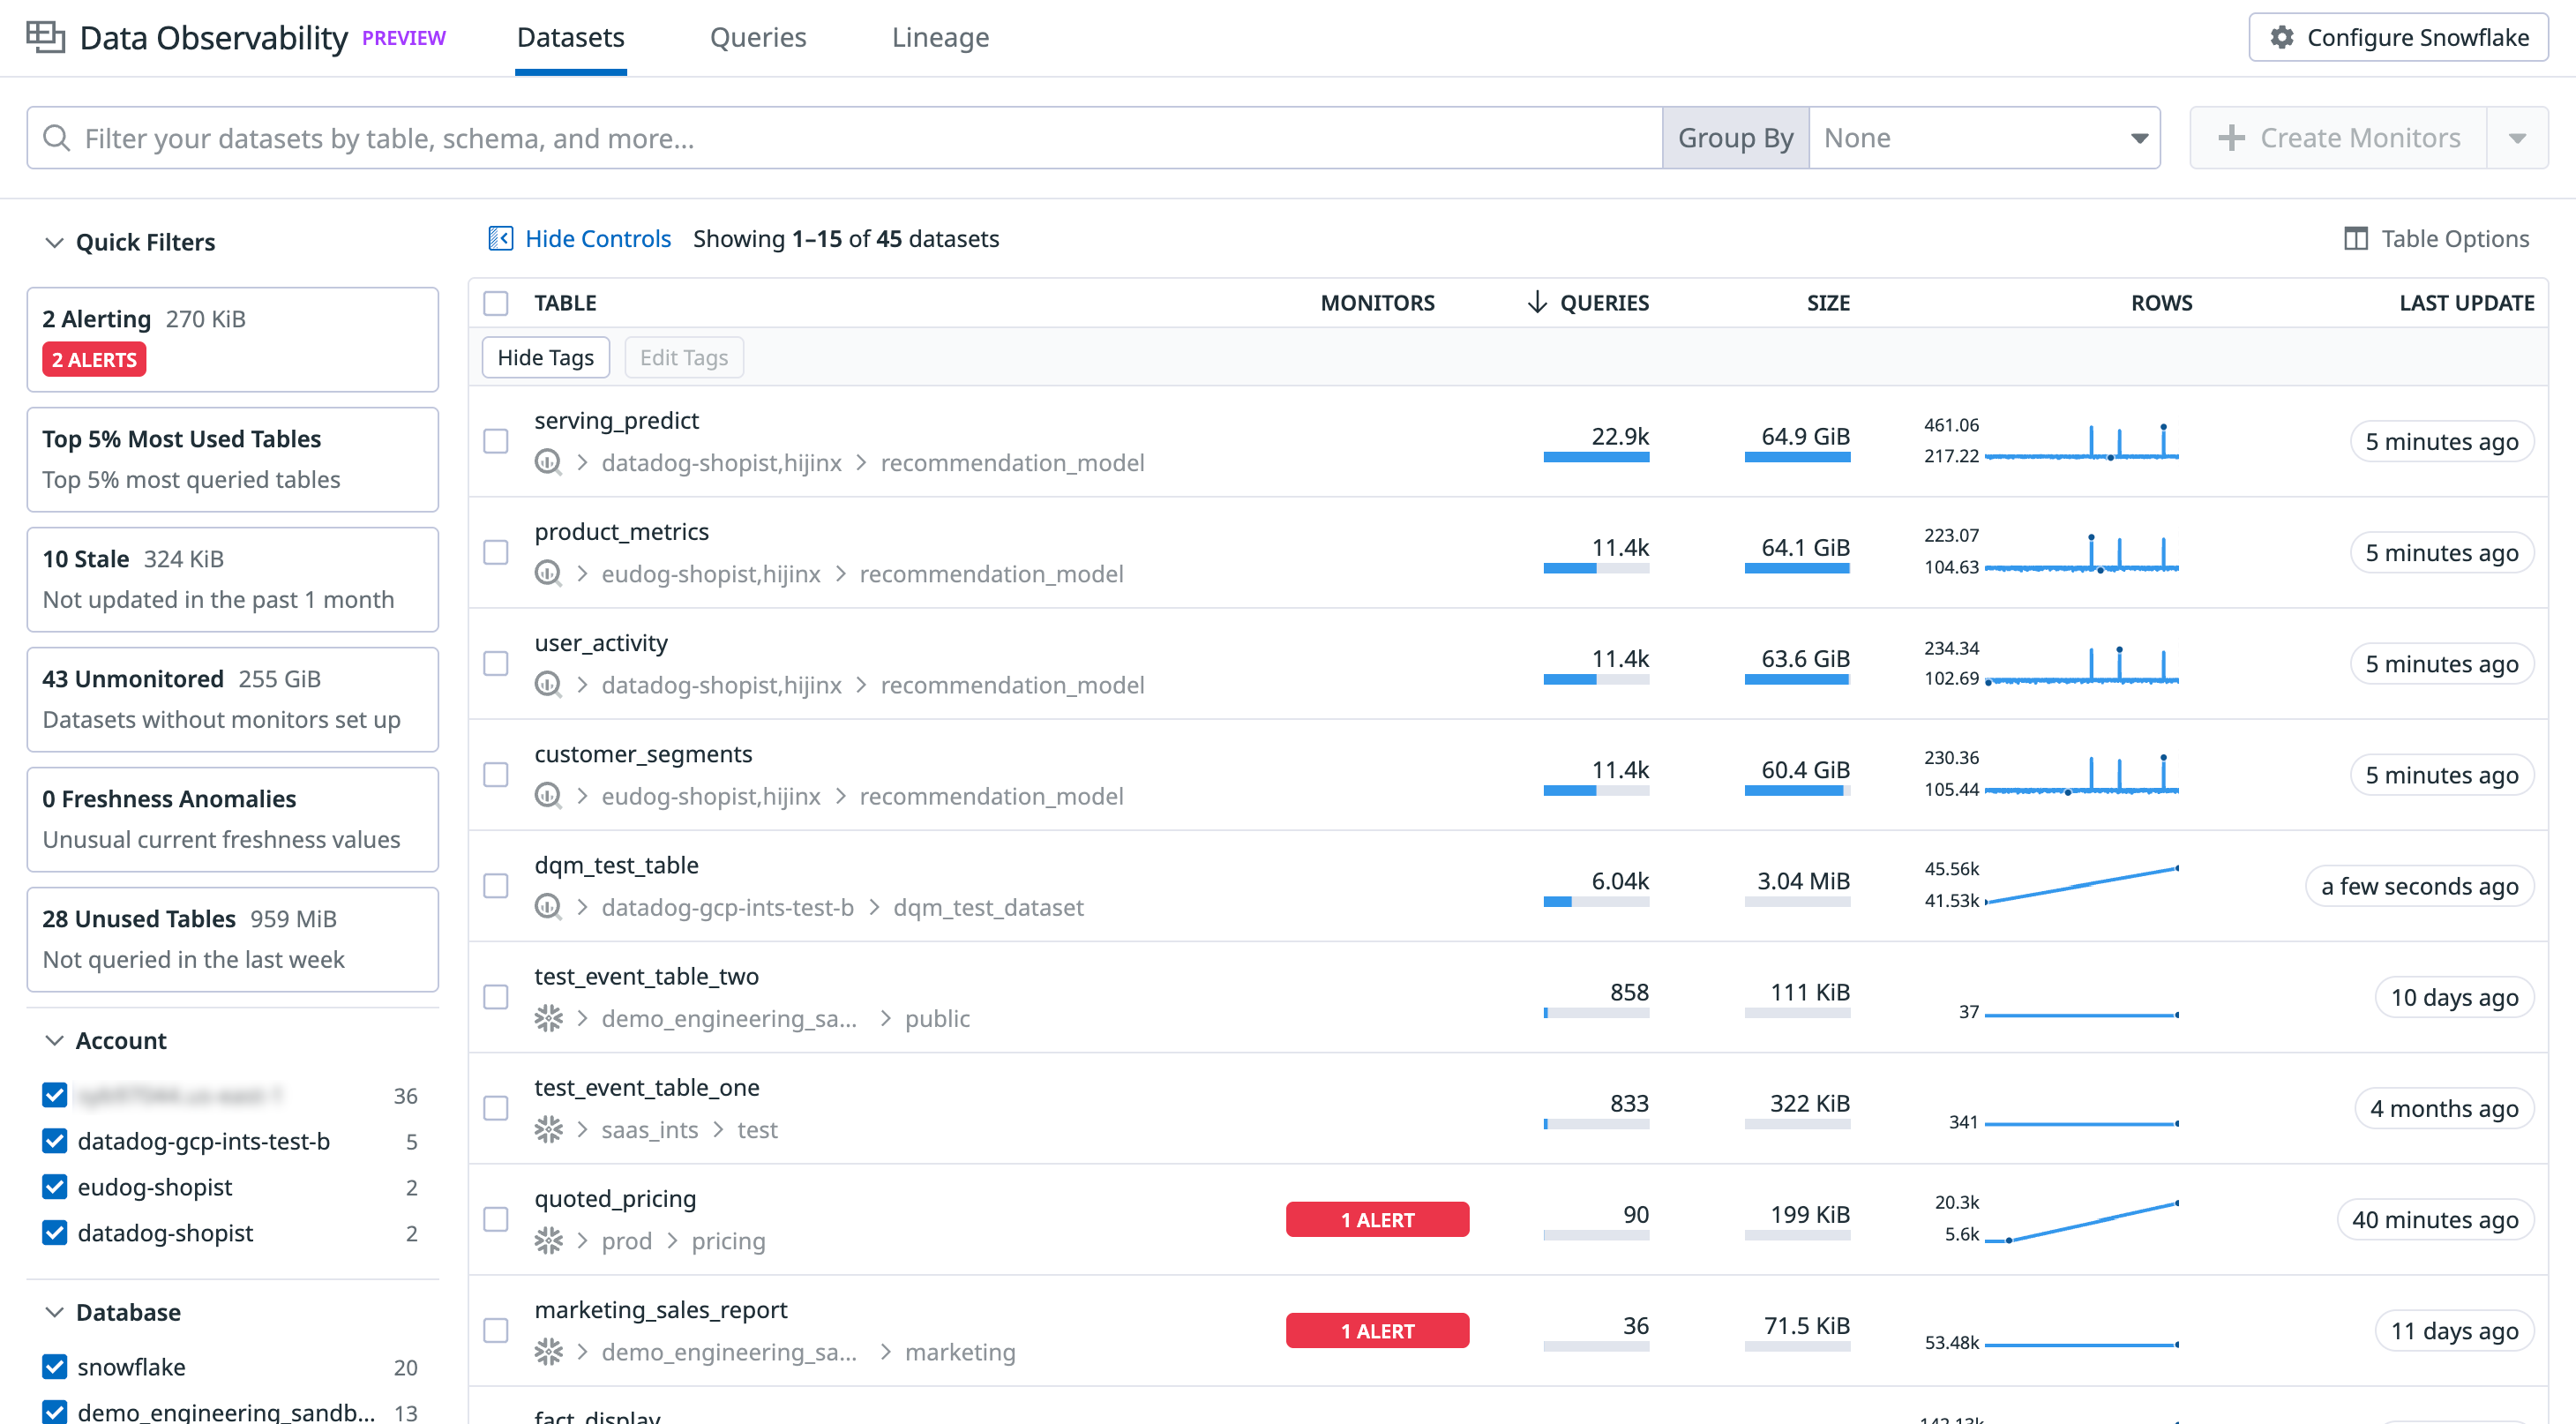 Data Observability PREVIEW Datasets Queries Lineage Configure Snowflake
Filter your datasets by table, schema, and more... Group By None Create Monitors
Quick Filters
2 Alerting 270 KiB
2 ALERTS
Top 5% Most Used Tables
Top 5% most queried tables
10 Stale 324 KiB
Not updated in the past 1 month
43 Unmonitored 255 GiB
Datasets without monitors set up
0 Freshness Anomalies
Unusual current freshness values
28 Unused Tables 959 MiB
Not queried in the last week
Account
36
datadog-gcp-ints-test-b 5
eudog-shopist 2
datadog-shopist 2
Database
snowflake 20
demo_engineering_sandb... 13
Hide Controls Showing 1–15 of 45 datasets Table Options
TABLE MONITORS QUERIES SIZE ROWS LAST UPDATE
Hide Tags Edit Tags
serving_predict
datadog-shopist,hijinx > recommendation_model
22.9k 64.9 GiB 461.06 217.22 5 minutes ago
product_metrics
eudog-shopist,hijinx > recommendation_model
11.4k 64.1 GiB 223.07 104.63 5 minutes ago
user_activity
datadog-shopist,hijinx > recommendation_model
11.4k 63.6 GiB 234.34 102.69 5 minutes ago
customer_segments
eudog-shopist,hijinx > recommendation_model
11.4k 60.4 GiB 230.36 105.44 5 minutes ago
dqm_test_table
datadog-gcp-ints-test-b > dqm_test_dataset
6.04k 3.04 MiB 45.56k 41.53k a few seconds ago
test_event_table_two
demo_engineering_sa... > public
858 111 KiB 37 10 days ago
test_event_table_one
saas_ints > test
833 322 KiB 341 4 months ago
quoted_pricing
prod > pricing
1 ALERT 90 199 KiB 20.3k 5.6k 40 minutes ago
marketing_sales_report
demo_engineering_sa... > marketing
1 ALERT 36 71.5 KiB 53.48k 11 days ago
fact_display